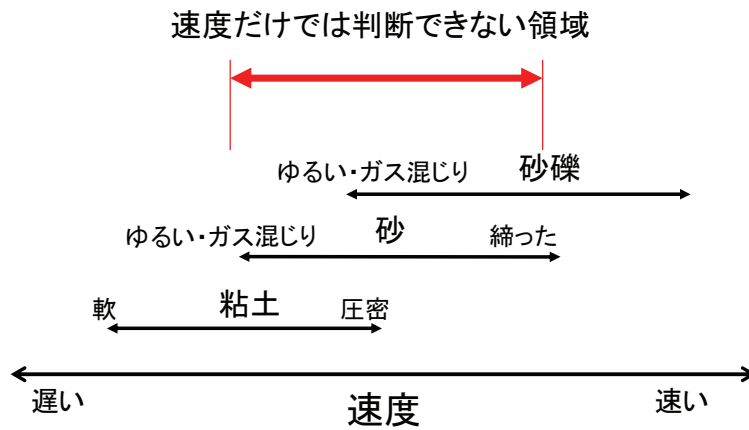 速度だけでは判断できない領域
ゆるい・ガス混じり 砂礫
ゆるい・ガス混じり 砂 締った
軟 粘土 圧密
遅い 速度 速い